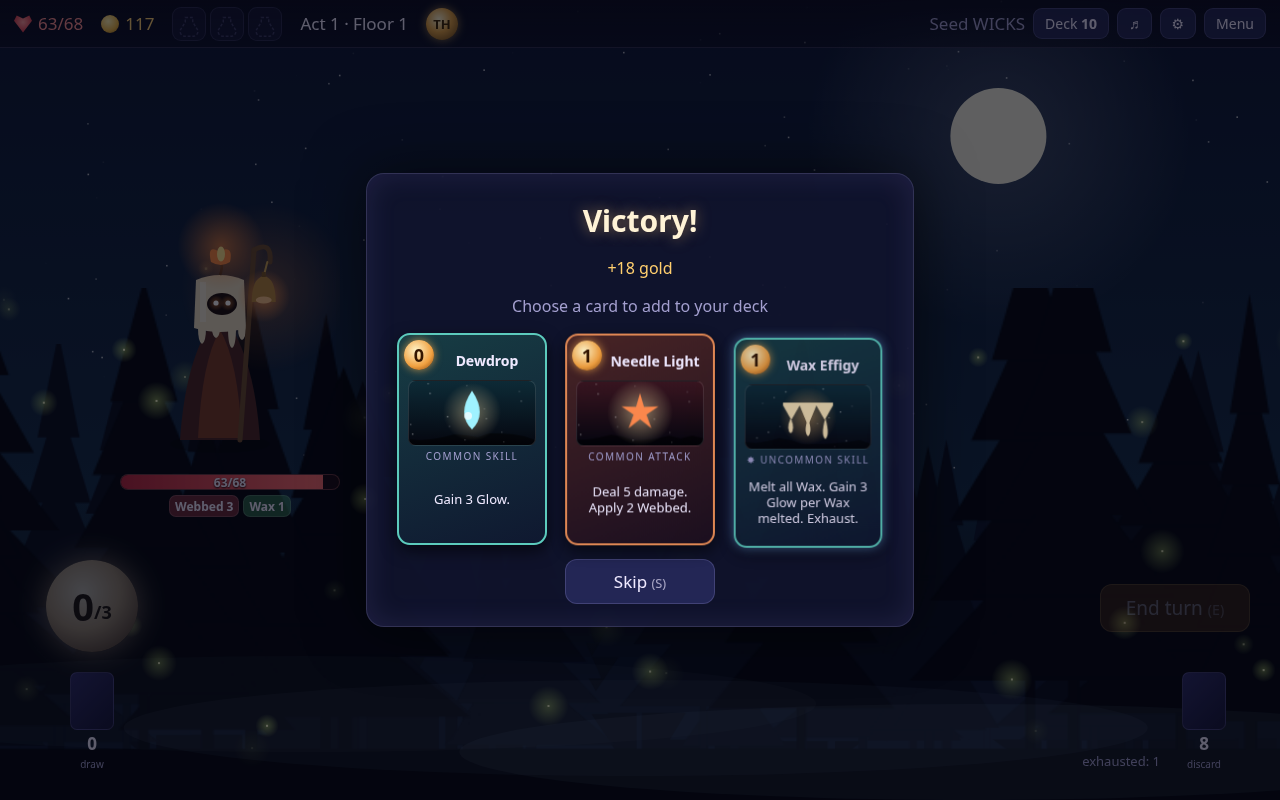 63/68
117
Act 1 · Floor 1
TH
Seed WICKS
Deck 10
♬
⚙
Menu
Victory!
+18 gold
Choose a card to add to your deck
0
Dewdrop
COMMON SKILL
Gain 3 Glow.
1
Needle Light
COMMON ATTACK
Deal 5 damage.
Apply 2 Webbed.
1
Wax Effigy
UNCOMMON SKILL
Melt all Wax. Gain 3
Glow per Wax
melted. Exhaust.
Skip (S)
63/68
Webbed 3
Wax 1
0/3
End turn (E)
0
draw
exhausted: 1
8
discard